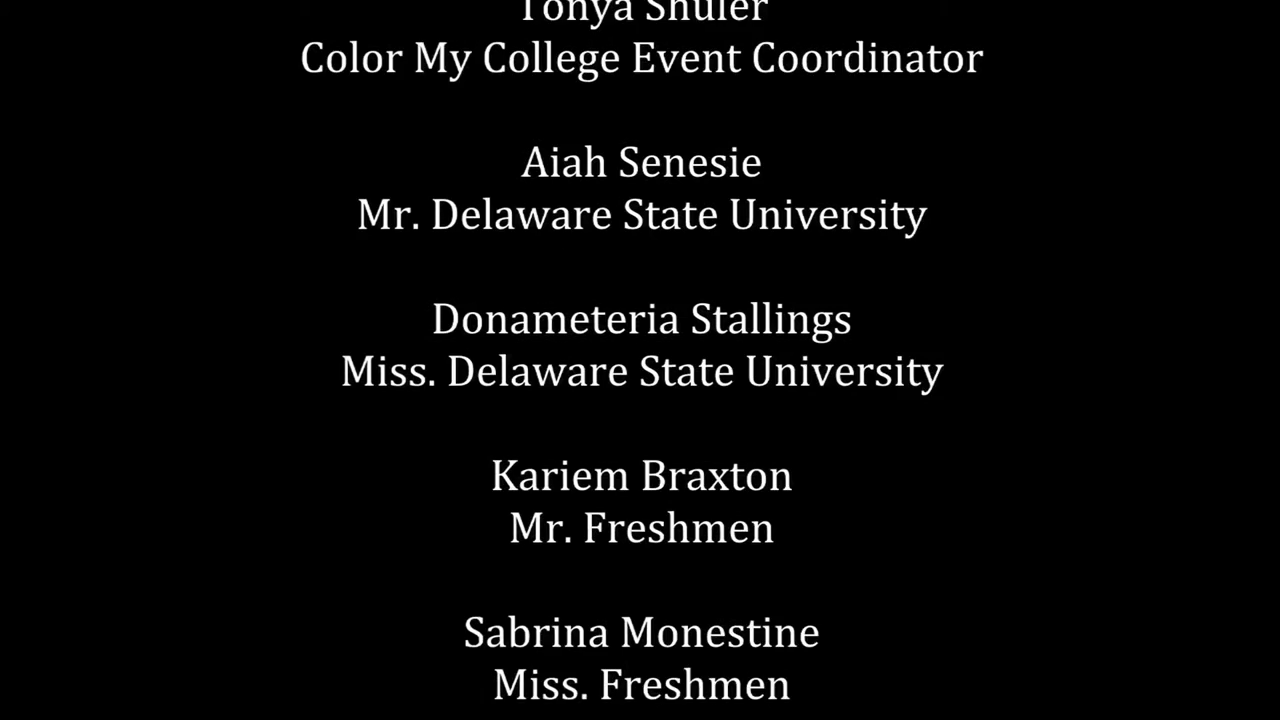 Tonya Shuler
Color My College Event Coordinator
Aiah Senesie
Mr. Delaware State University
Donameteria Stallings
Miss. Delaware State University
Kariem Braxton
Mr. Freshmen
Sabrina Monestine
Miss. Freshmen